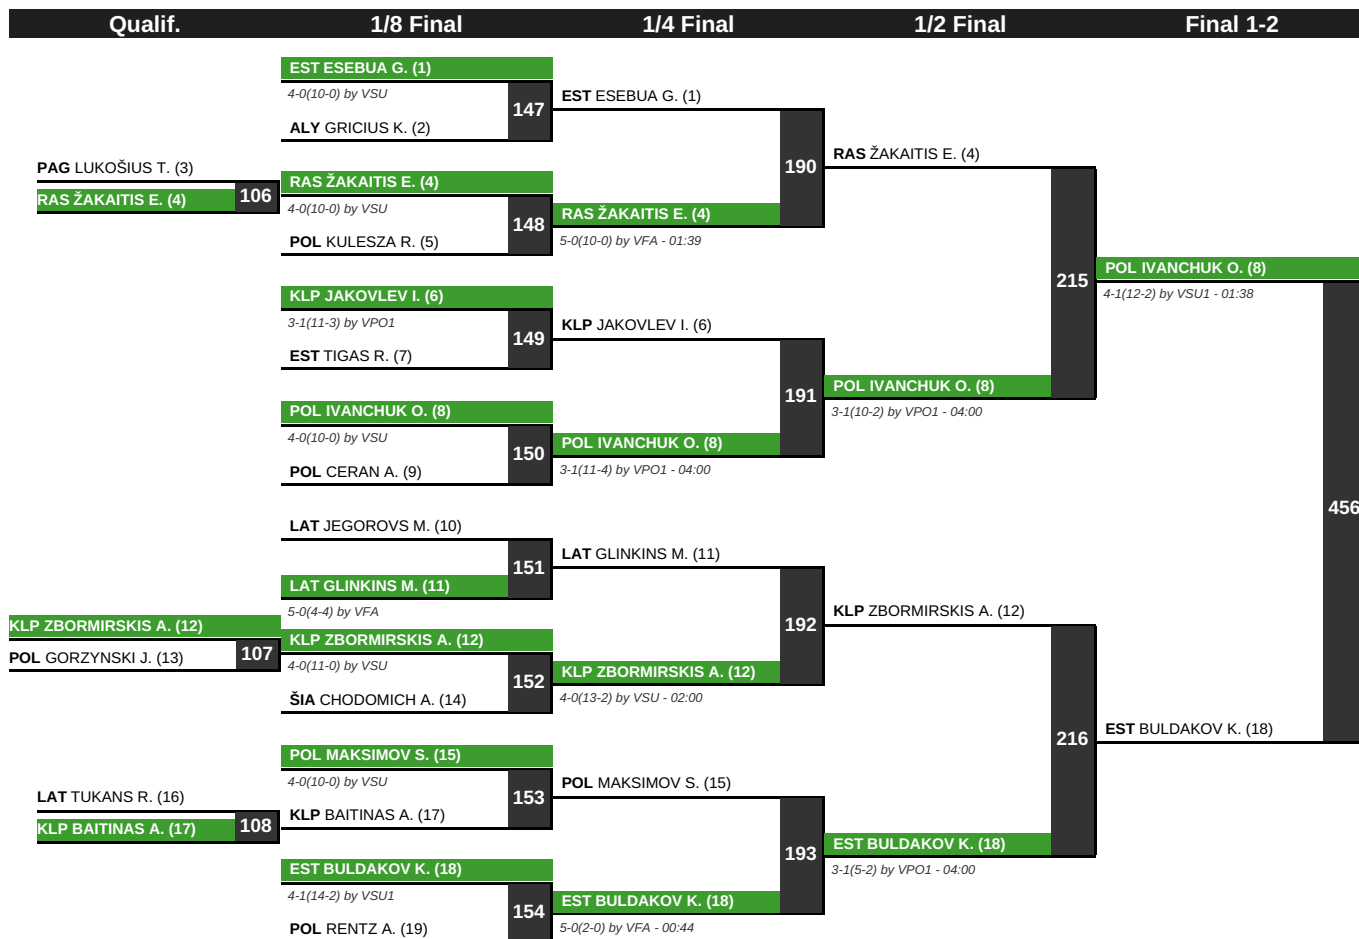 Qualif. 1/8 Final 1/4 Final 1/2 Final Final 1-2
EST ESEBUA G. (1)
4-0(10-0) by VSU
147
ALY GRICIUS K. (2)
EST ESEBUA G. (1)
PAG LUKOŠIUS T. (3)
RAS ŽAKAITIS E. (4)
106
RAS ŽAKAITIS E. (4)
4-0(10-0) by VSU
148
POL KULESZA R. (5)
190
RAS ŽAKAITIS E. (4)
5-0(10-0) by VFA - 01:39
RAS ŽAKAITIS E. (4)
KLP JAKOVLEV I. (6)
3-1(11-3) by VPO1
149
EST TIGAS R. (7)
KLP JAKOVLEV I. (6)
215
POL IVANCHUK O. (8)
4-1(12-2) by VSU1 - 01:38
POL IVANCHUK O. (8)
4-0(10-0) by VSU
150
POL CERAN A. (9)
191
POL IVANCHUK O. (8)
3-1(11-4) by VPO1 - 04:00
POL IVANCHUK O. (8)
3-1(10-2) by VPO1 - 04:00
456
LAT JEGOROVS M. (10)
151
LAT GLINKINS M. (11)
5-0(4-4) by VFA
LAT GLINKINS M. (11)
KLP ZBORMIRSKIS A. (12)
POL GORZYNSKI J. (13)
107
KLP ZBORMIRSKIS A. (12)
4-0(11-0) by VSU
152
ŠIA CHODOMICH A. (14)
192
KLP ZBORMIRSKIS A. (12)
4-0(13-2) by VSU - 02:00
KLP ZBORMIRSKIS A. (12)
POL MAKSIMOV S. (15)
4-0(10-0) by VSU
153
KLP BAITINAS A. (17)
POL MAKSIMOV S. (15)
216
EST BULDAKOV K. (18)
LAT TUKANS R. (16)
KLP BAITINAS A. (17)
108
EST BULDAKOV K. (18)
4-1(14-2) by VSU1
154
POL RENTZ A. (19)
193
EST BULDAKOV K. (18)
5-0(2-0) by VFA - 00:44
EST BULDAKOV K. (18)
3-1(5-2) by VPO1 - 04:00